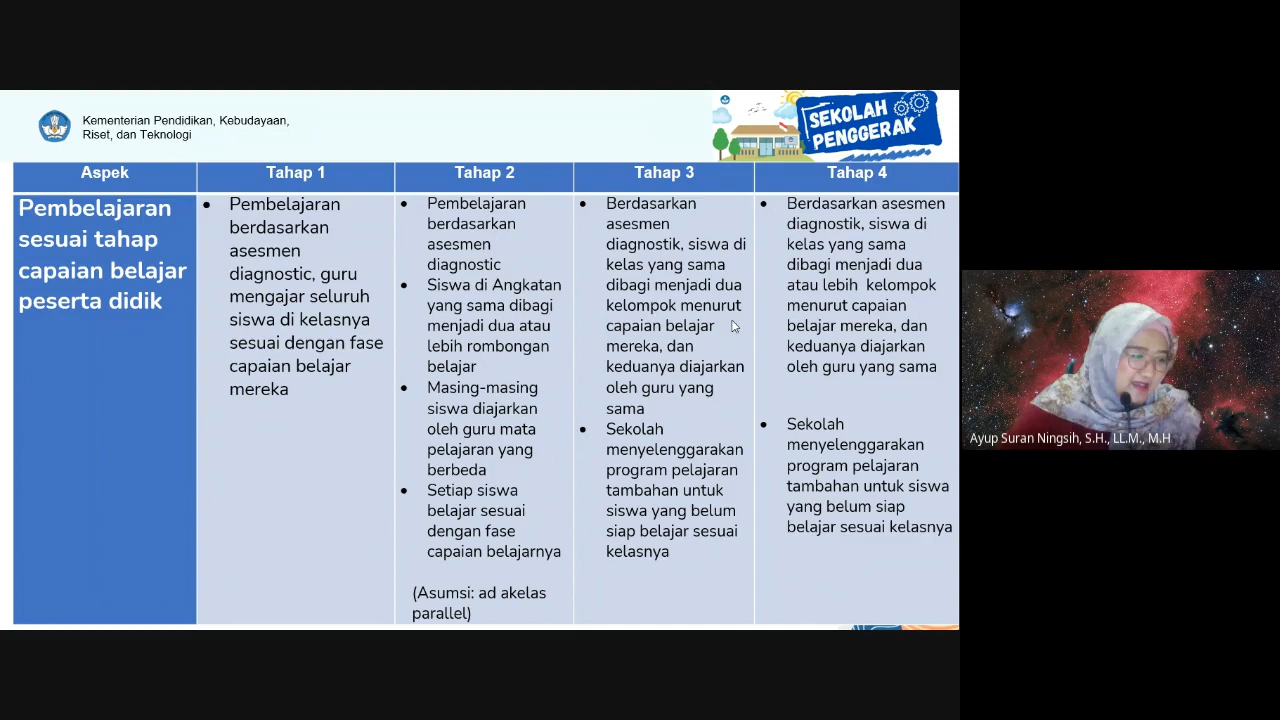 Kementerian Pendidikan, Kebudayaan,
Riset, dan Teknologi
SEKOLAH
PENGGERAK
Aspek
Tahap 1
Tahap 2
Tahap 3
Tahap 4
Pembelajaran
sesuai tahap
capaian belajar
peserta didik
• Pembelajaran
berdasarkan
asesmen
diagnostic, guru
mengajar seluruh
siswa di kelasnya
sesuai dengan fase
capaian belajar
mereka
• Pembelajaran
berdasarkan
asesmen
diagnostic
• Siswa di Angkatan
yang sama dibagi
menjadi dua atau
lebih rombongan
belajar
• Masing-masing
siswa diajarkan
oleh guru mata
pelajaran yang
berbeda
• Setiap siswa
belajar sesuai
dengan fase
capaian belajarnya
(Asumsi: ad akelas
parallel)
• Berdasarkan
asesmen
diagnostik, siswa di
kelas yang sama
dibagi menjadi dua
kelompok menurut
capaian belajar
mereka, dan
keduanya diajarkan
oleh guru yang
sama
• Sekolah
menyelenggarakan
program pelajaran
tambahan untuk
siswa yang belum
siap belajar sesuai
kelasnya
• Berdasarkan asesmen
diagnostik, siswa di
kelas yang sama
dibagi menjadi dua
atau lebih kelompok
menurut capaian
belajar mereka, dan
keduanya diajarkan
oleh guru yang sama
• Sekolah
menyelenggarakan
program pelajaran
tambahan untuk siswa
yang belum siap
belajar sesuai kelasnya
Ayup Suran Ningsih, S.H., LL.M., M.H